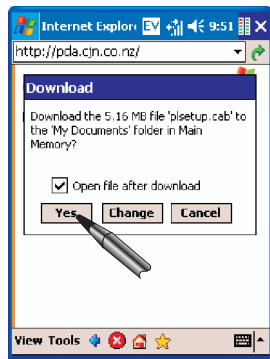 Internet Explor EV 9:51
http://pda.cjn.co.nz/
Download
Download the 5.16 MB file 'plsetup.cab' to
the 'My Documents' folder in Main
Memory?
Open file after download
Yes Change Cancel
View Tools